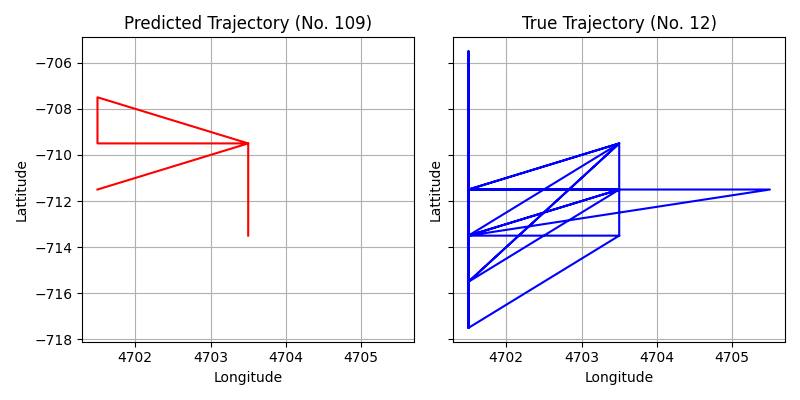 Predicted Trajectory (No. 109)
True Trajectory (No. 12)
Lattitude
−706
−708
−710
−712
−714
−716
−718
4702
4703
4704
4705
Longitude
Lattitude
4702
4703
4704
4705
Longitude